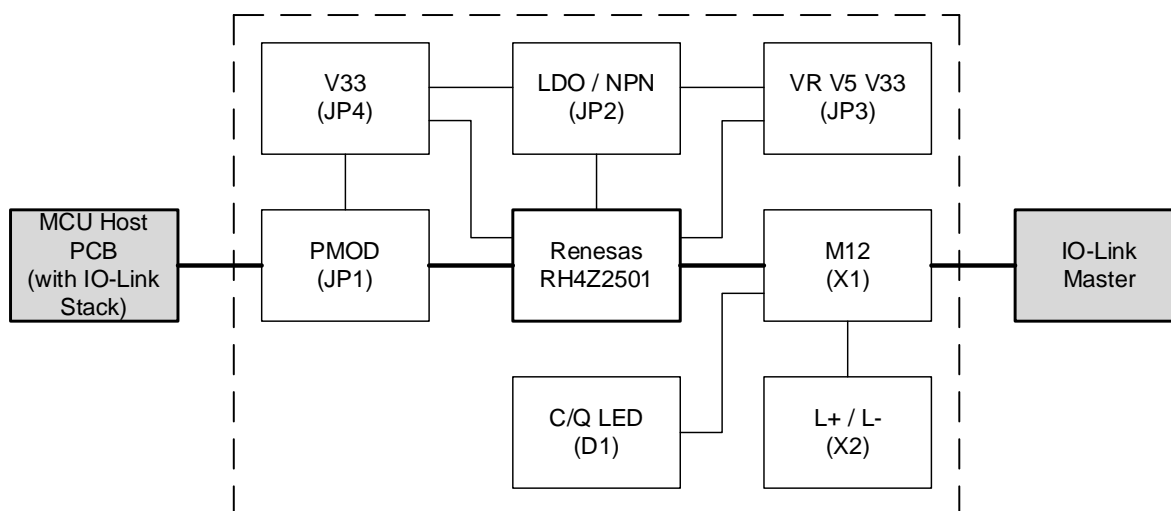 V33
(JP4)
LDO / NPN
(JP2)
VR V5 V33
(JP3)
MCU Host
PCB
(with IO-Link
Stack)
PMOD
(JP1)
Renesas
RH4Z2501
M12
(X1)
IO-Link
Master
C/Q LED
(D1)
L+ / L-
(X2)